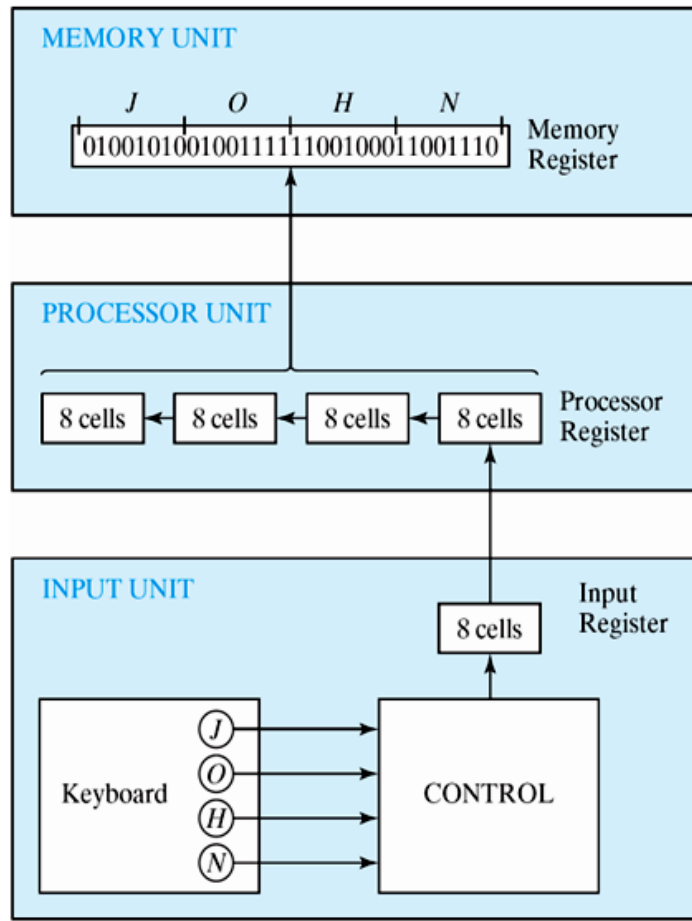 MEMORY UNIT
J O H N
01001010010011111100100011001110
Memory
Register
PROCESSOR UNIT
8 cells 8 cells 8 cells 8 cells
Processor
Register
INPUT UNIT
8 cells
Input
Register
Keyboard
J
O
H
N
CONTROL